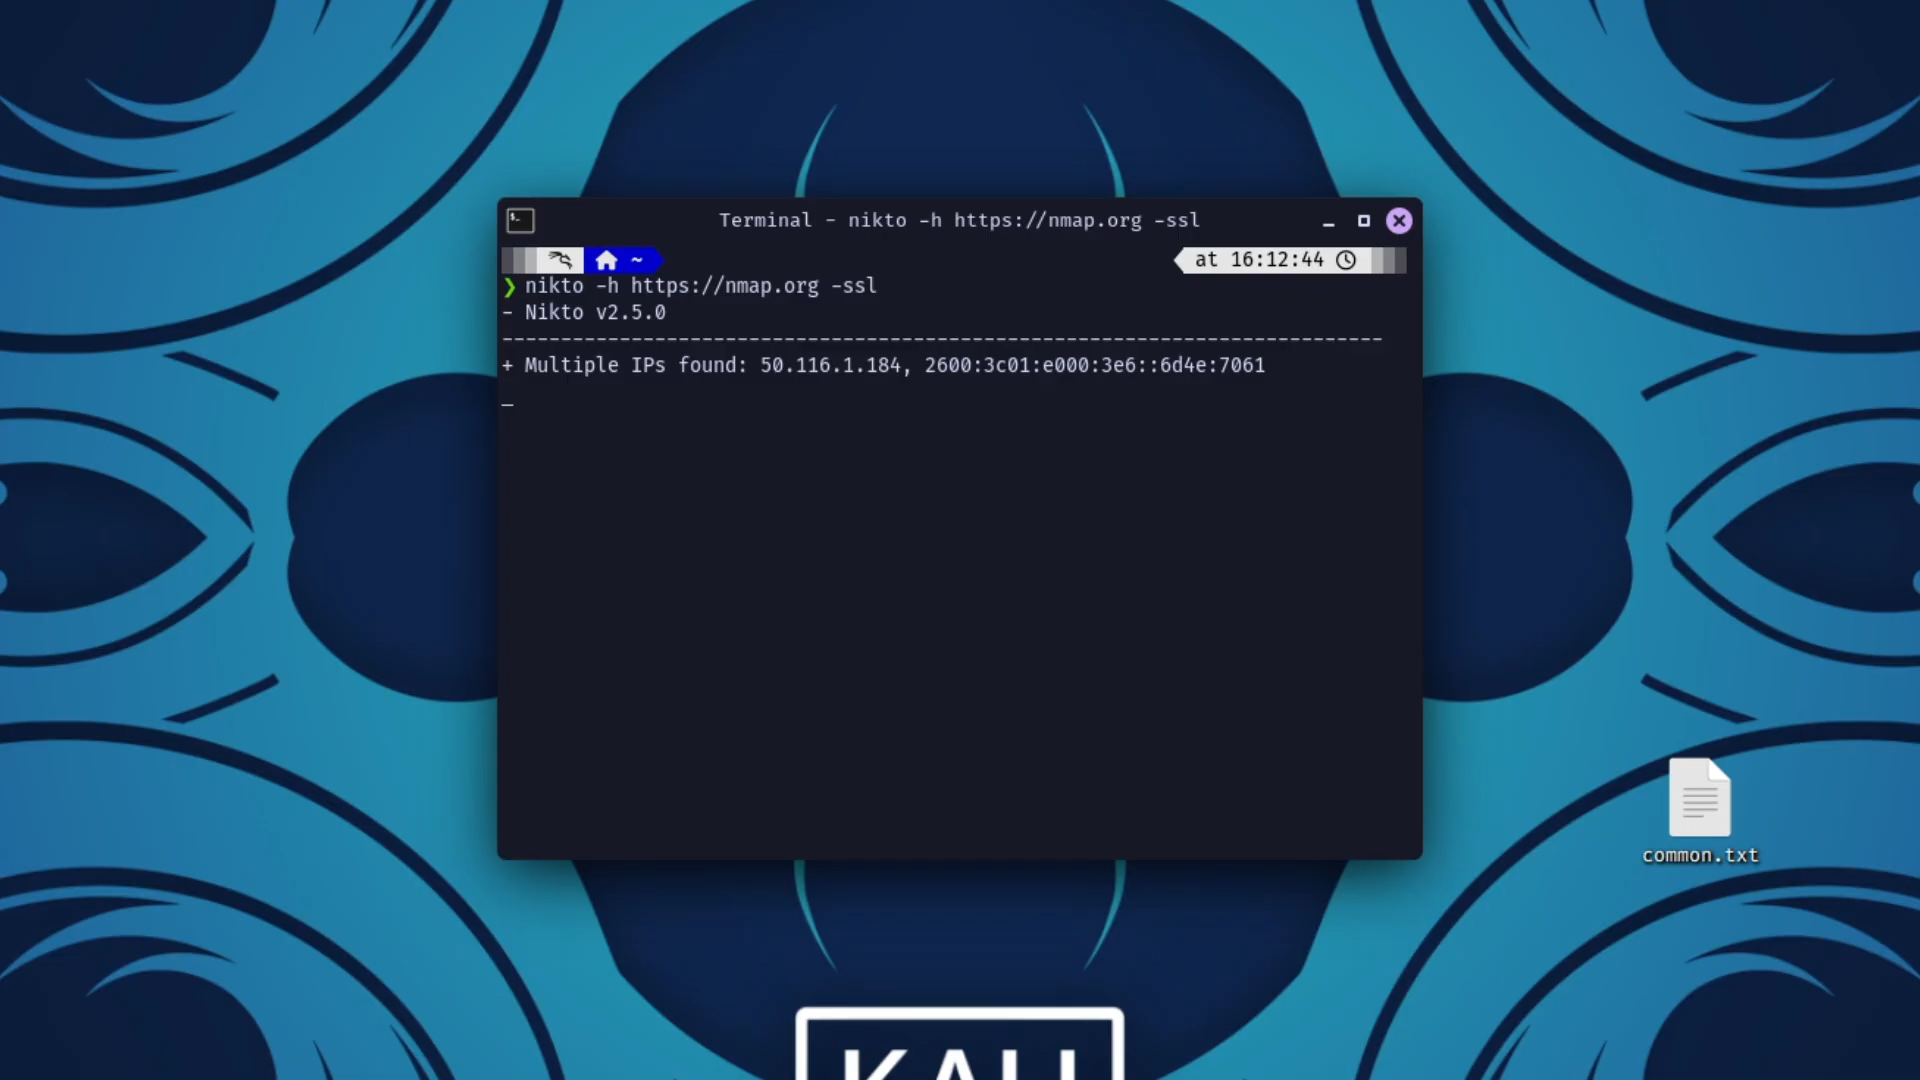 Terminal - nikto -h https://nmap.org -ssl
~
at 16:12:44
❯ nikto -h https://nmap.org -ssl
- Nikto v2.5.0
---------------------------------------------------------------------------
+ Multiple IPs found: 50.116.1.184, 2600:3c01:e000:3e6::6d4e:7061
common.txt
KALI